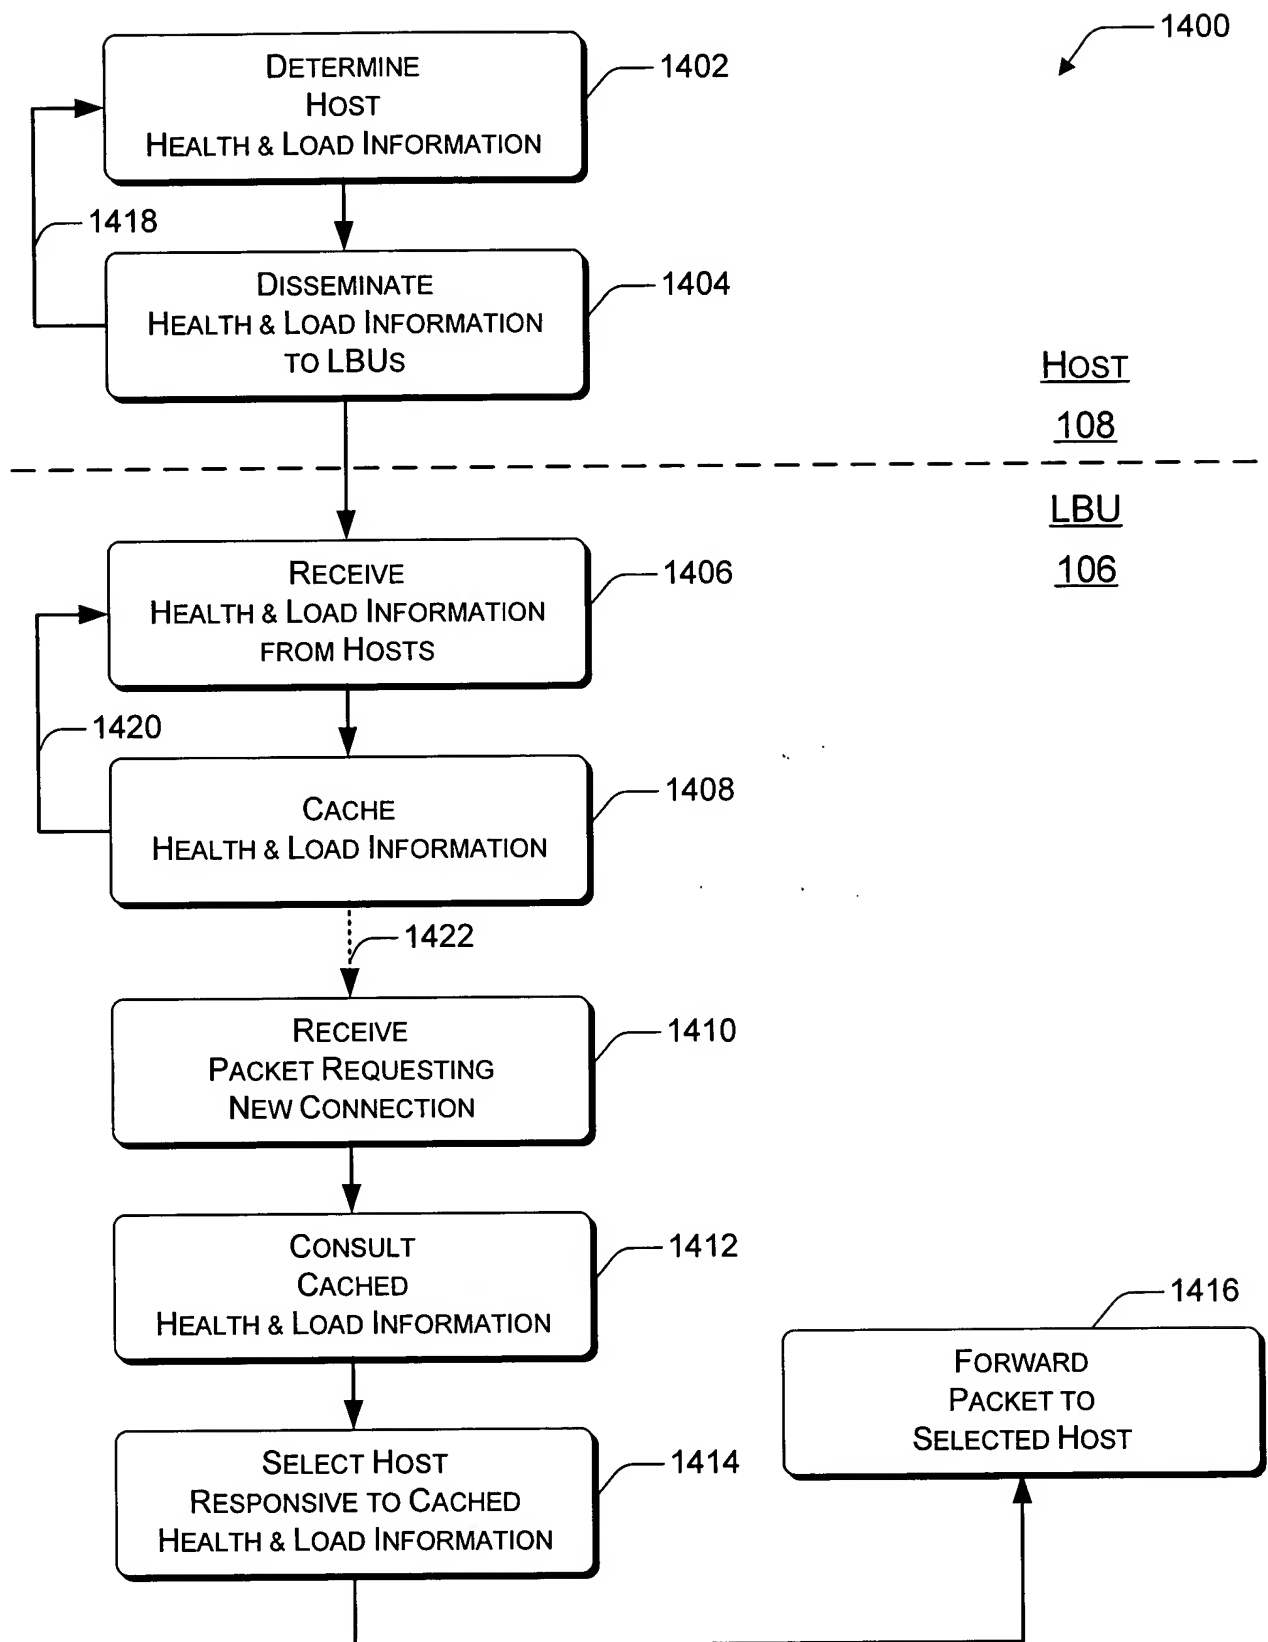 1400
DETERMINE
HOST
HEALTH & LOAD INFORMATION
1402
1418
DISSEMINATE
HEALTH & LOAD INFORMATION
TO LBUS
1404
HOST
108
LBU
106
RECEIVE
HEALTH & LOAD INFORMATION
FROM HOSTS
1406
1420
CACHE
HEALTH & LOAD INFORMATION
1408
1422
RECEIVE
PACKET REQUESTING
NEW CONNECTION
1410
CONSULT
CACHED
HEALTH & LOAD INFORMATION
1412
SELECT HOST
RESPONSIVE TO CACHED
HEALTH & LOAD INFORMATION
1414
1416
FORWARD
PACKET TO
SELECTED HOST